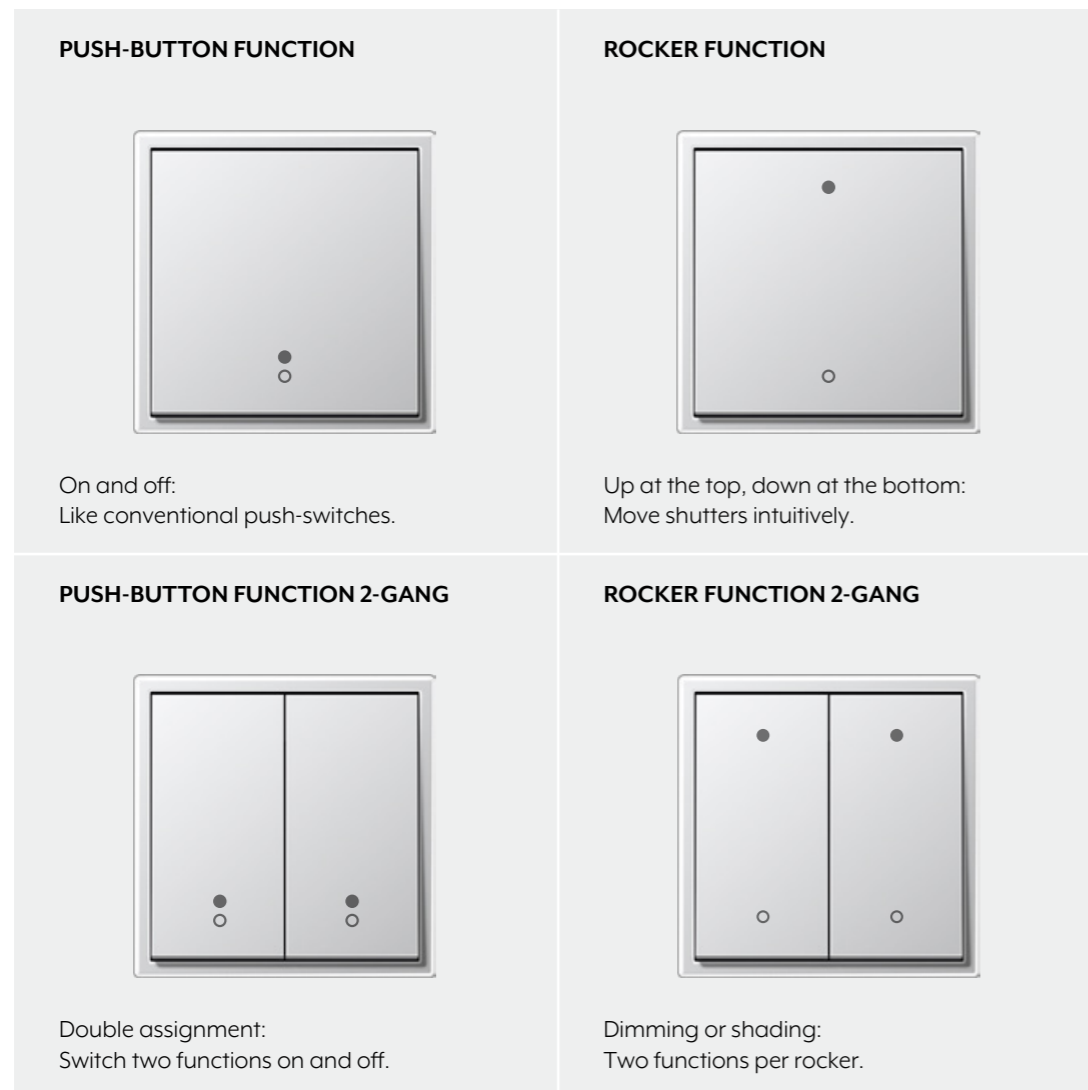 PUSH-BUTTON FUNCTION
On and off:
Like conventional push-switches.
ROCKER FUNCTION
Up at the top, down at the bottom:
Move shutters intuitively.
PUSH-BUTTON FUNCTION 2-GANG
Double assignment:
Switch two functions on and off.
ROCKER FUNCTION 2-GANG
Dimming or shading:
Two functions per rocker.